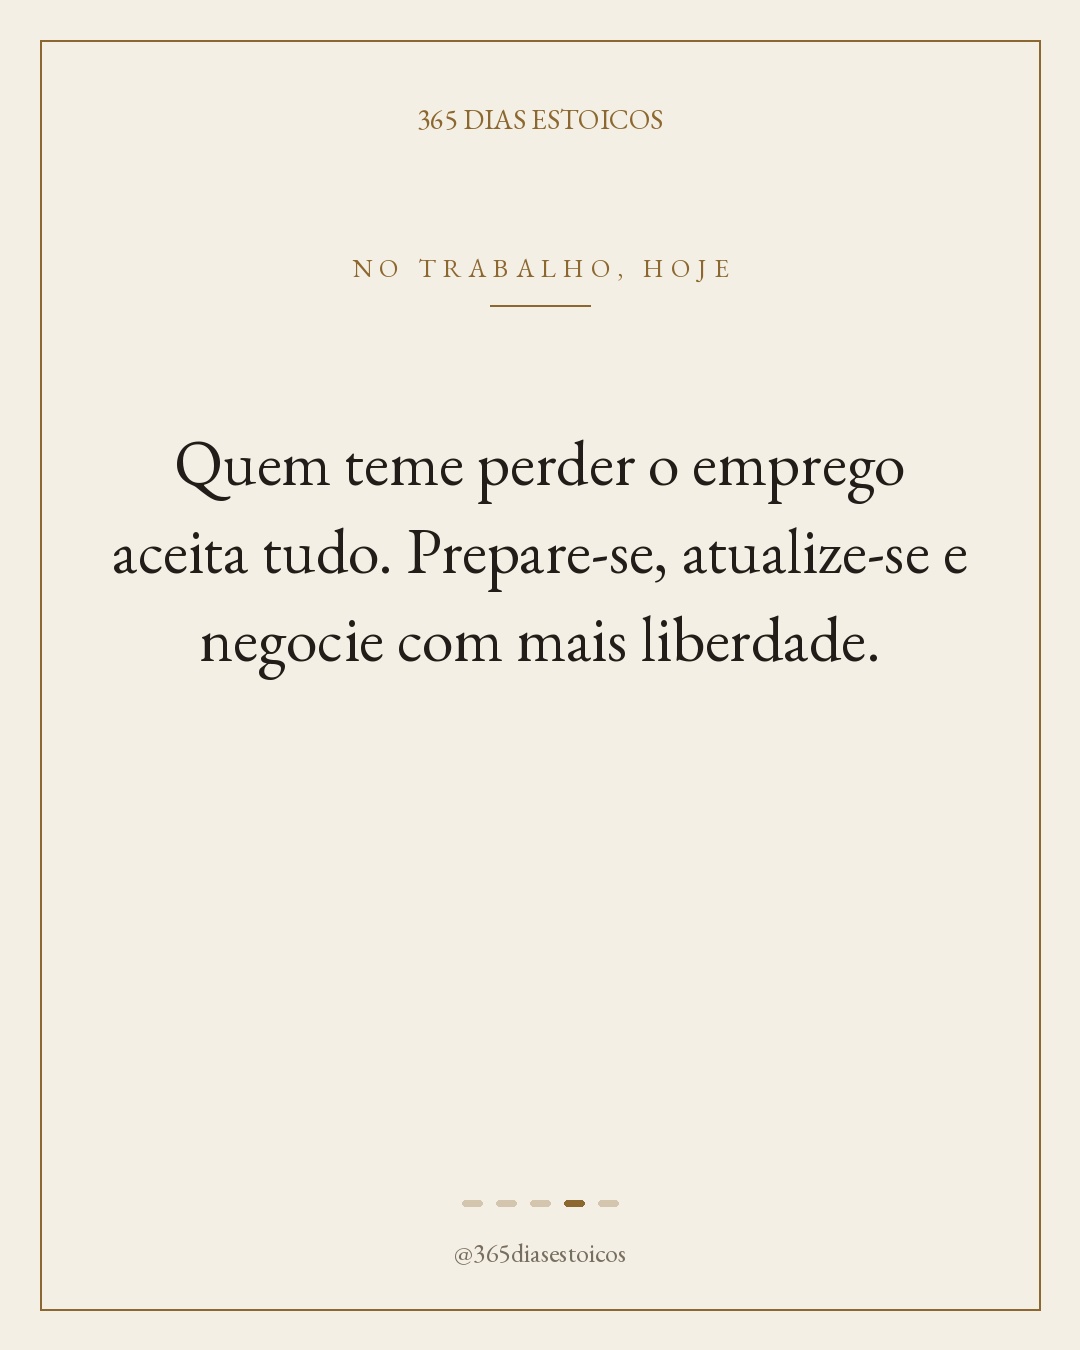 365 DIAS ESTOICOS
NO TRABALHO, HOJE
Quem teme perder o emprego
aceita tudo. Prepare-se, atualize-se e
negocie com mais liberdade.
@365diasestoicos